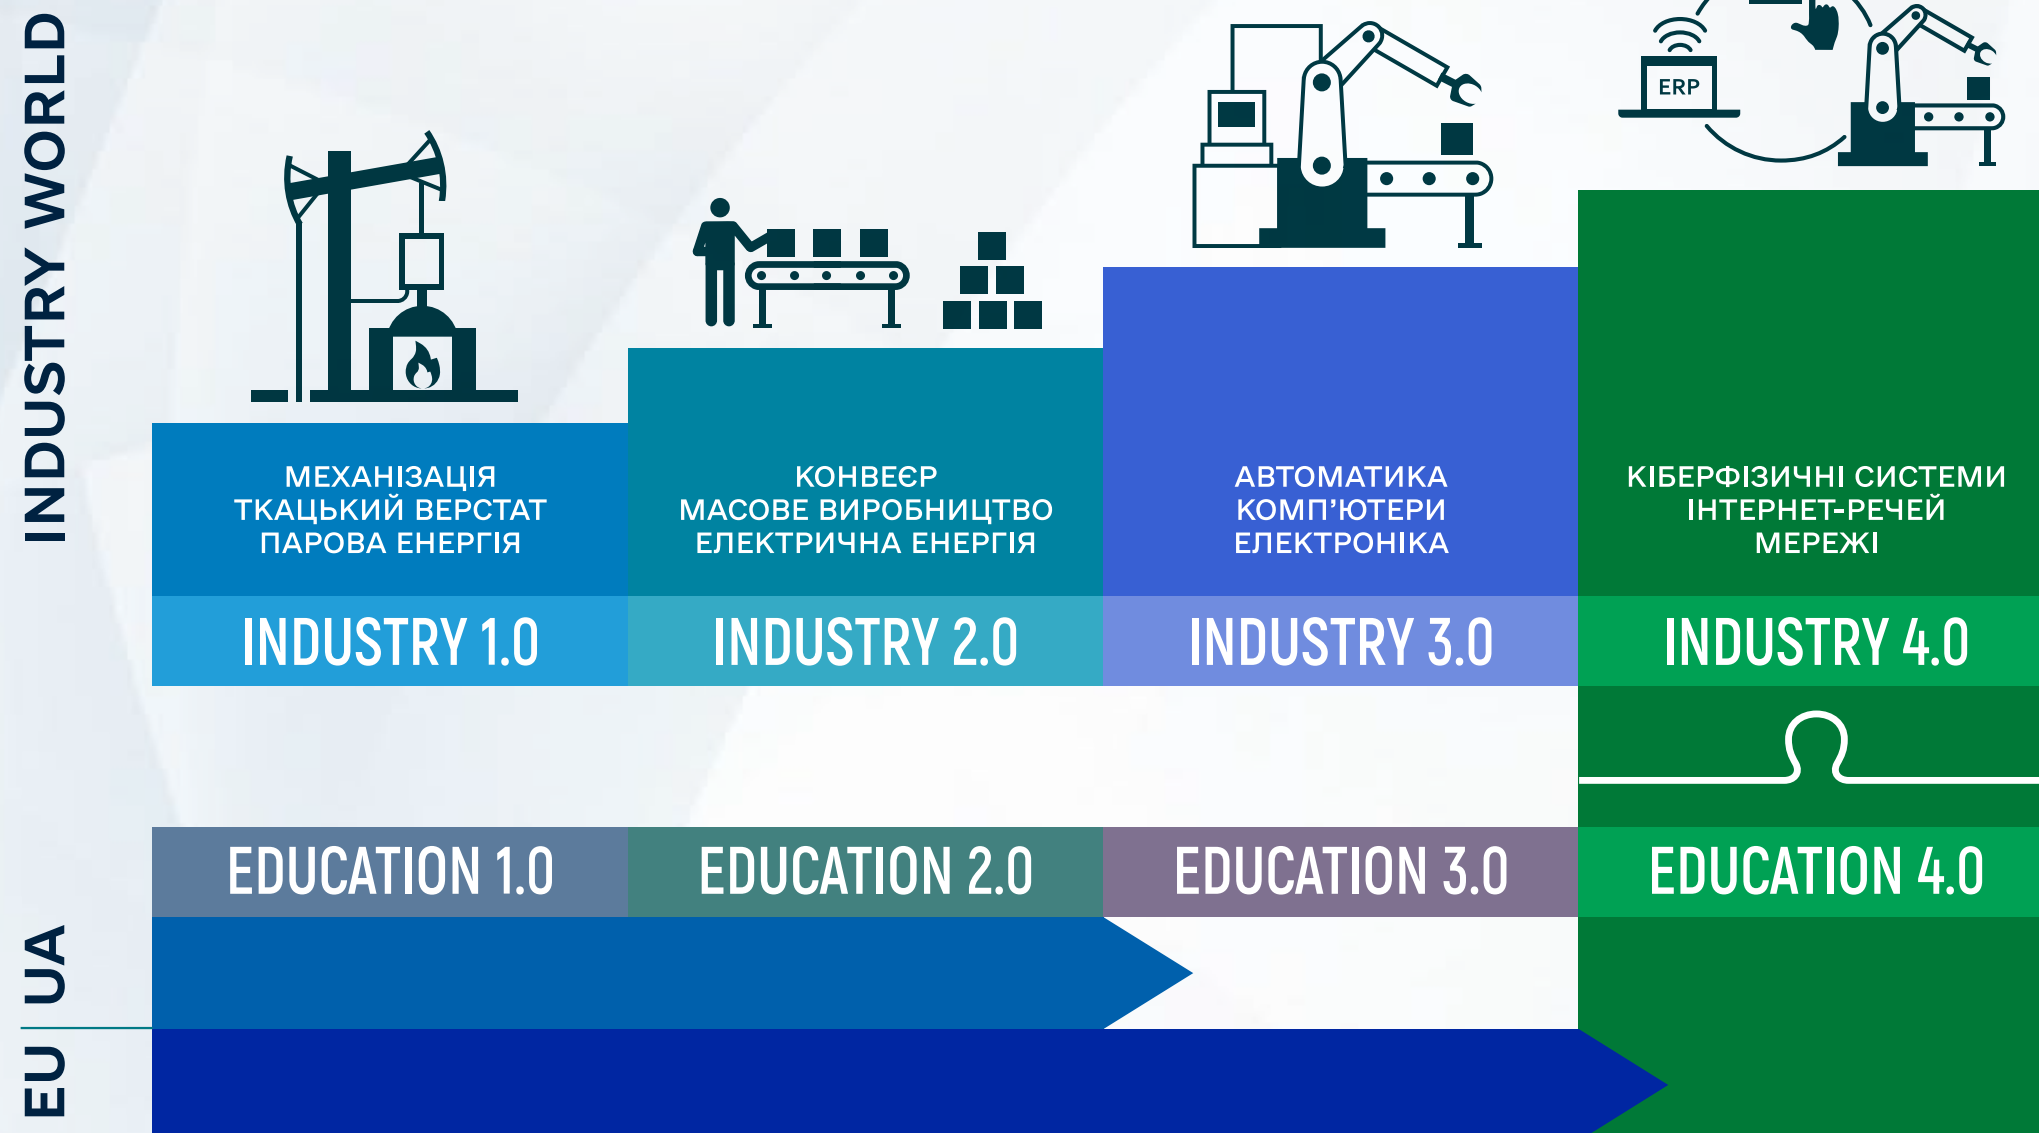 INDUSTRY WORLD
ERP
МЕХАНІЗАЦІЯ
ТКАЦЬКИЙ ВЕРСТАТ
ПАРОВА ЕНЕРГІЯ
КОНВЕЄР
МАСОВЕ ВИРОБНИЦТВО
ЕЛЕКТРИЧНА ЕНЕРГІЯ
АВТОМАТИКА
КОМП’ЮТЕРИ
ЕЛЕКТРОНІКА
КІБЕРФІЗИЧНІ СИСТЕМИ
ІНТЕРНЕТ-РЕЧЕЙ
МЕРЕЖІ
INDUSTRY 1.0
INDUSTRY 2.0
INDUSTRY 3.0
INDUSTRY 4.0
EDUCATION 1.0
EDUCATION 2.0
EDUCATION 3.0
EDUCATION 4.0
UA
EU